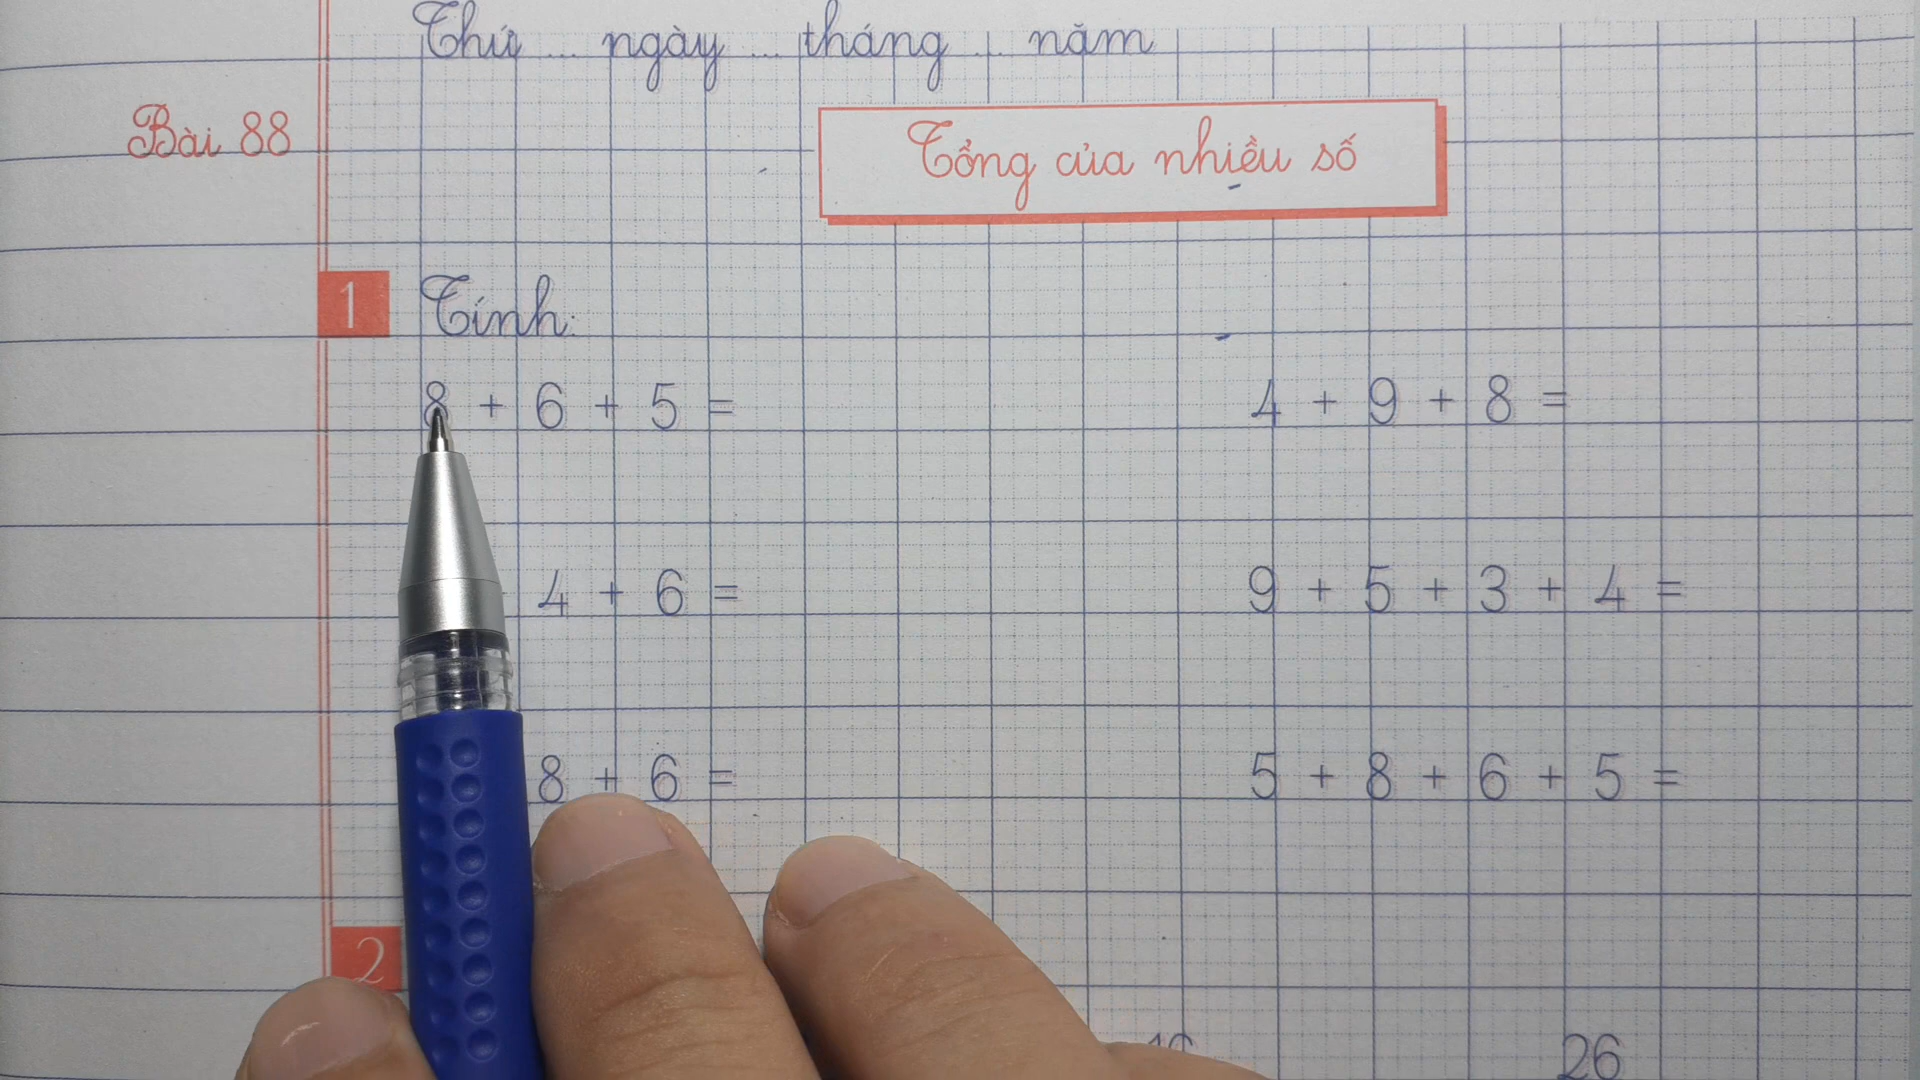 Thứ ... ngày ... tháng ... năm
Bài 88
Tổng của nhiều số
1 Tính:
8 + 6 + 5 =
4 + 9 + 8 =
4 + 6 =
9 + 5 + 3 + 4 =
8 + 6 =
5 + 8 + 6 + 5 =
2
26